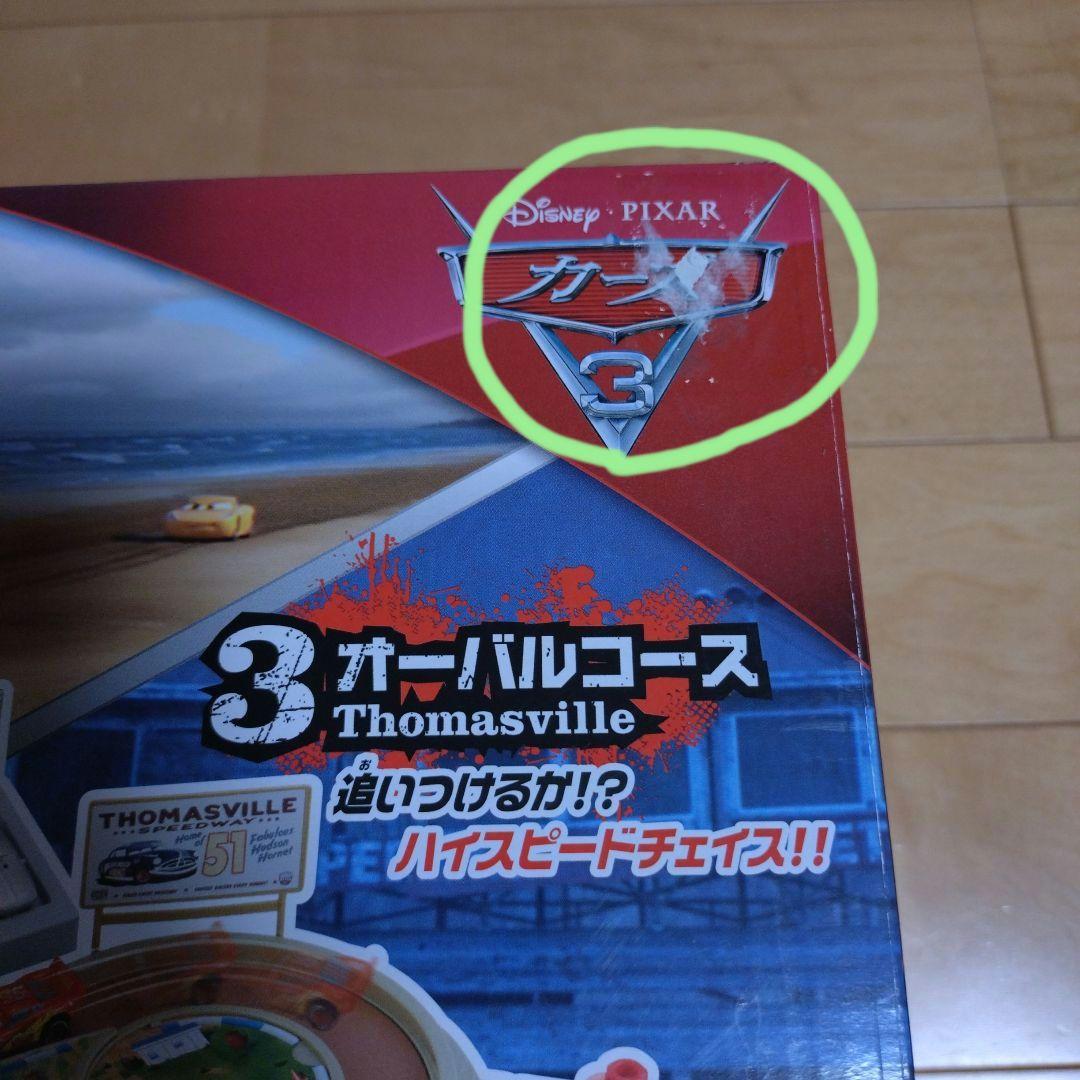 Disney PIXAR
カーズ
3
3 オーバルコース
Thomasville
追いつけるか!?
お
ハイスピードチェイス!!
THOMASVILLE
SPEEDWAY
Home of 51 Fabulous Hudson Hornet